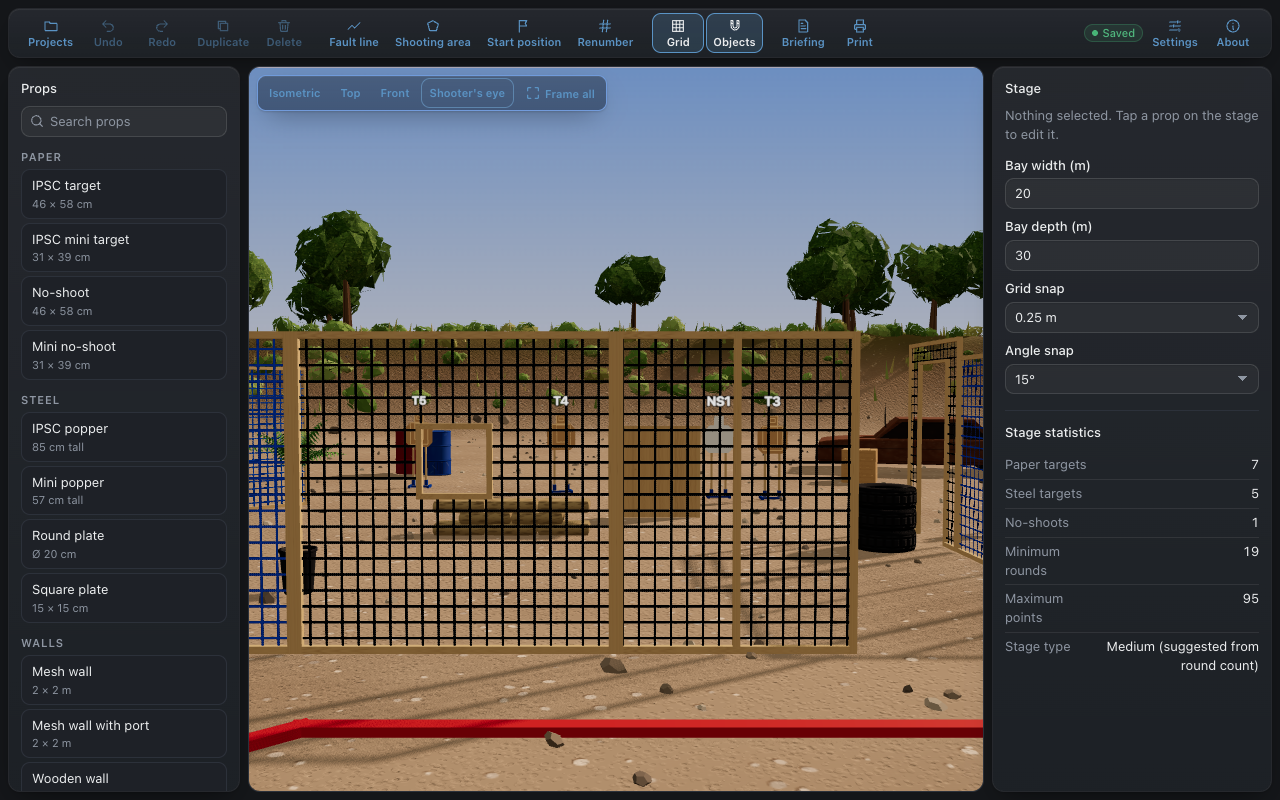 Projects
Undo
Redo
Duplicate
Delete
Fault line
Shooting area
Start position
Renumber
Grid
Objects
Briefing
Print
Saved
Settings
About
Props
Search props
PAPER
IPSC target
46 × 58 cm
IPSC mini target
31 × 39 cm
No-shoot
46 × 58 cm
Mini no-shoot
31 × 39 cm
STEEL
IPSC popper
85 cm tall
Mini popper
57 cm tall
Round plate
Ø 20 cm
Square plate
15 × 15 cm
WALLS
Mesh wall
2 × 2 m
Mesh wall with port
2 × 2 m
Wooden wall
Isometric
Top
Front
Shooter's eye
Frame all
T5
T4
NS1
T3
Stage
Nothing selected. Tap a prop on the stage
to edit it.
Bay width (m)
20
Bay depth (m)
30
Grid snap
0.25 m
Angle snap
15°
Stage statistics
Paper targets 7
Steel targets 5
No-shoots 1
Minimum 19
rounds
Maximum 95
points
Stage type Medium (suggested from
round count)